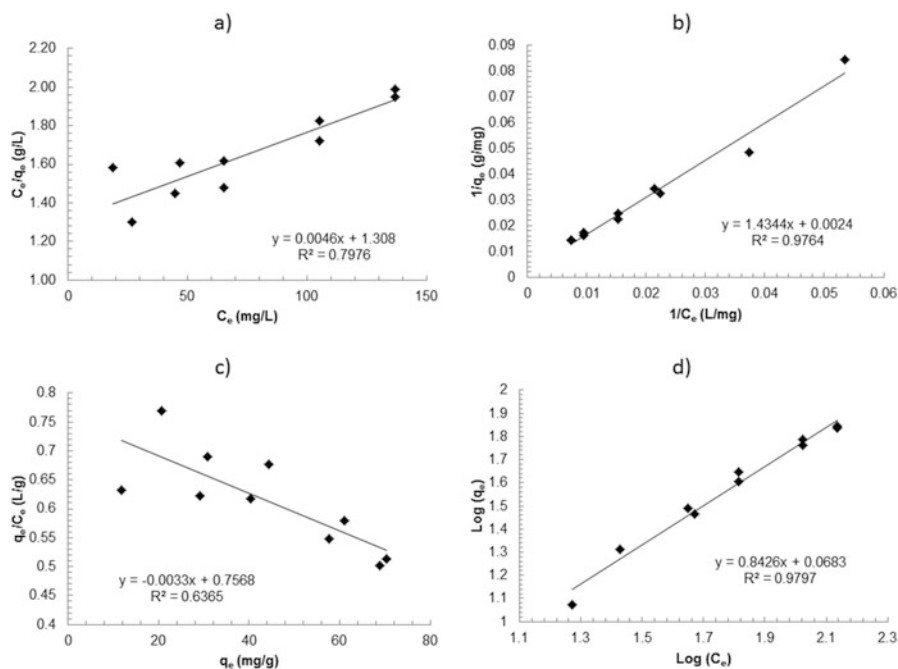 a)
2.20
2.00
1.80
1.60
1.40
1.20
1.00
Cₑ/qₑ (g/L)
y = 0.0046x + 1.308
R² = 0.7976
0 50 100 150
Cₑ (mg/L)
b)
0.09
0.08
0.07
0.06
0.05
0.04
0.03
0.02
0.01
0
1/qₑ (g/mg)
y = 1.4344x + 0.0024
R² = 0.9764
0 0.01 0.02 0.03 0.04 0.05 0.06
1/Cₑ (L/mg)
c)
0.8
0.75
0.7
0.65
0.6
0.55
0.5
0.45
0.4
qₑ/Cₑ (L/g)
y = -0.0033x + 0.7568
R² = 0.6365
0 20 40 60 80
qₑ (mg/g)
d)
2
1.9
1.8
1.7
1.6
1.5
1.4
1.3
1.2
1.1
1
Log (qₑ)
y = 0.8426x + 0.0683
R² = 0.9797
1.1 1.3 1.5 1.7 1.9 2.1 2.3
Log (Cₑ)